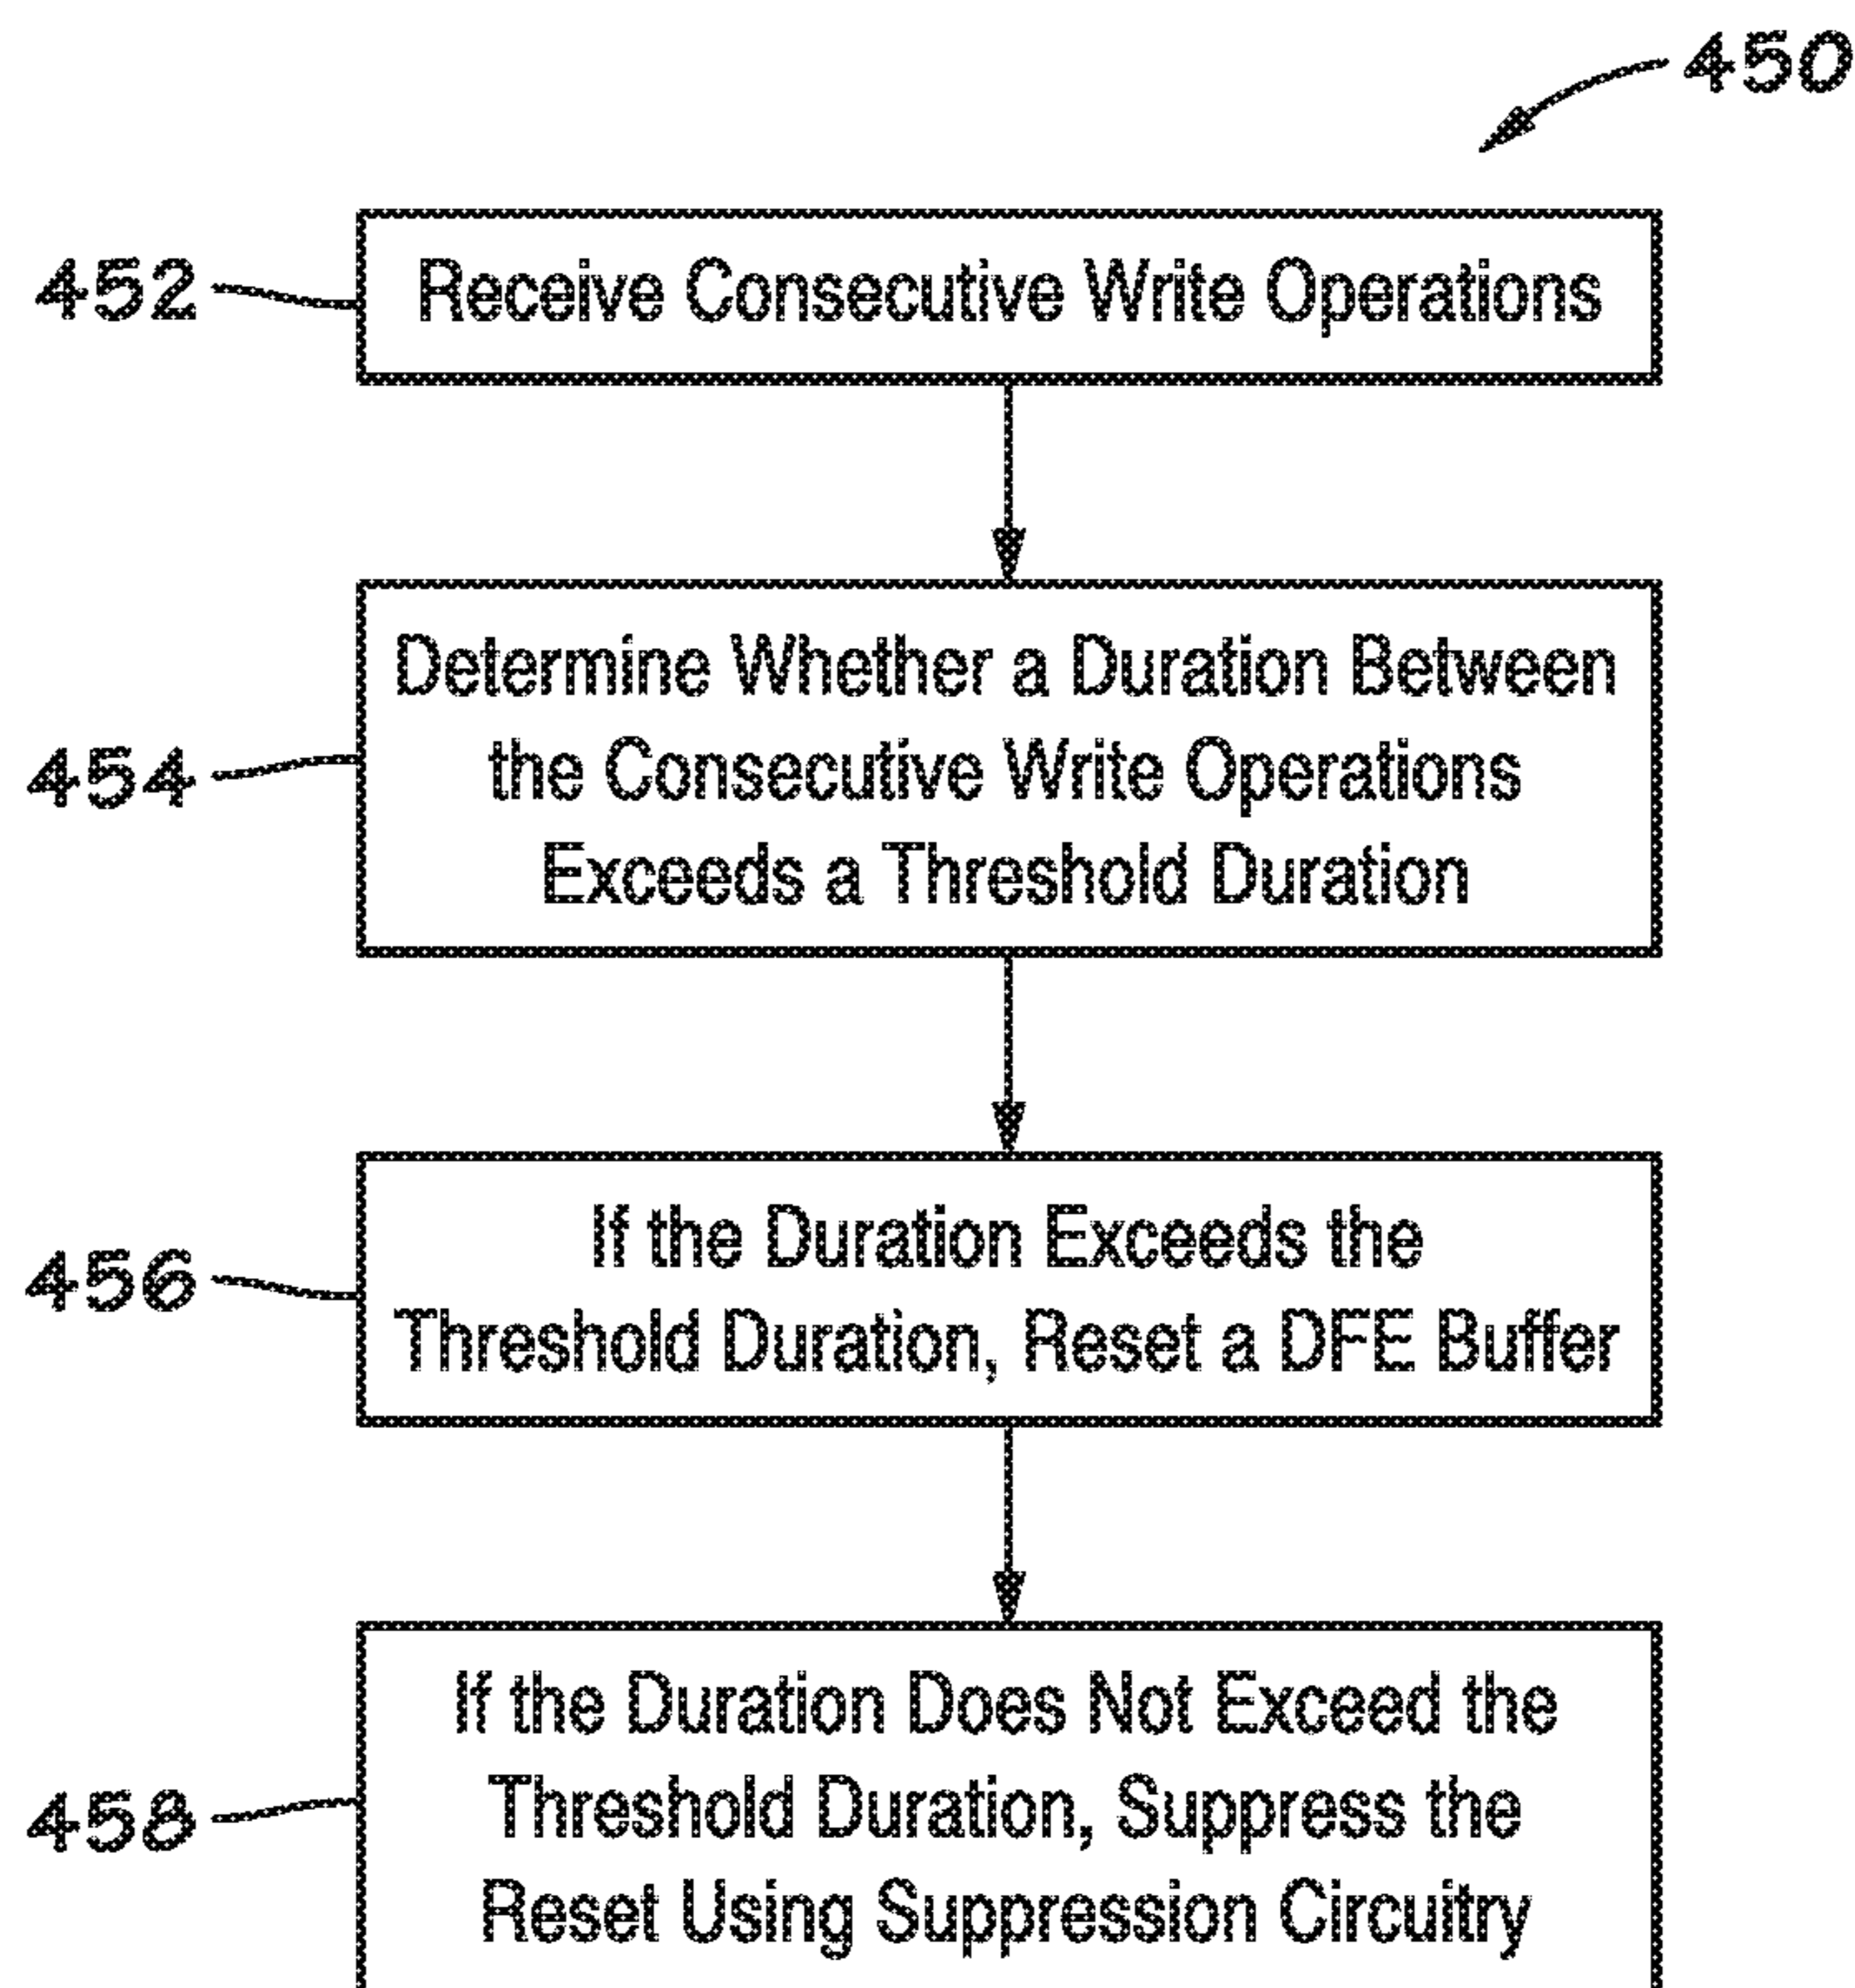 450
452
Receive Consecutive Write Operations
454
Determine Whether a Duration Between
the Consecutive Write Operations
Exceeds a Threshold Duration
456
If the Duration Exceeds the
Threshold Duration, Reset a DFE Buffer
458
If the Duration Does Not Exceed the
Threshold Duration, Suppress the
Reset Using Suppression Circuitry